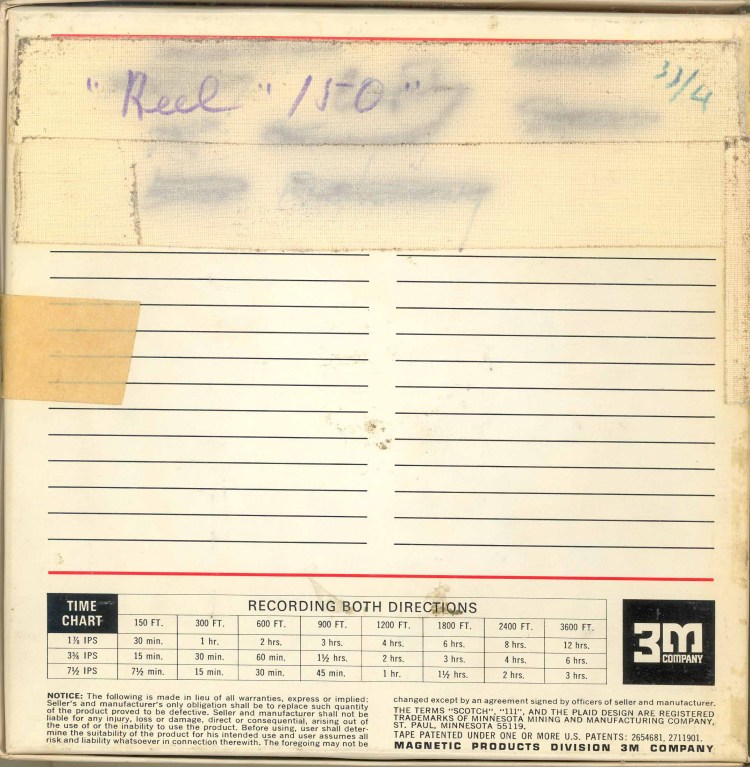 "Reel" 150"
33/4
TIME CHART
RECORDING BOTH DIRECTIONS
150 FT. 300 FT. 600 FT. 900 FT. 1200 FT. 1800 FT. 2400 FT. 3600 FT.
1⅞ IPS 30 min. 1 hr. 2 hrs. 3 hrs. 4 hrs. 6 hrs. 8 hrs. 12 hrs.
3¾ IPS 15 min. 30 min. 60 min. 1½ hrs. 2 hrs. 3 hrs. 4 hrs. 6 hrs.
7½ IPS 7½ min. 15 min. 30 min. 45 min. 1 hr. 1½ hrs. 2 hrs. 3 hrs.
3M
COMPANY
NOTICE: The following is made in lieu of all warranties, express or implied:
Seller's and manufacturer's only obligation shall be to replace such quantity
of the product proved to be defective. Seller and manufacturer shall not be
liable for any injury, loss or damage, direct or consequential, arising out of
the use of or the inability to use the product. Before using, user shall deter-
mine the suitability of the product for his intended use and user assumes all
risk and liability whatsoever in connection therewith. The foregoing may not be
changed except by an agreement signed by officers of seller and manufacturer.
THE TERMS "SCOTCH", "111", AND THE PLAID DESIGN ARE REGISTERED
TRADEMARKS OF MINNESOTA MINING AND MANUFACTURING COMPANY,
ST. PAUL, MINNESOTA 55119.
TAPE PATENTED UNDER ONE OR MORE U.S. PATENTS: 2654681, 2711901.
MAGNETIC PRODUCTS DIVISION 3M COMPANY